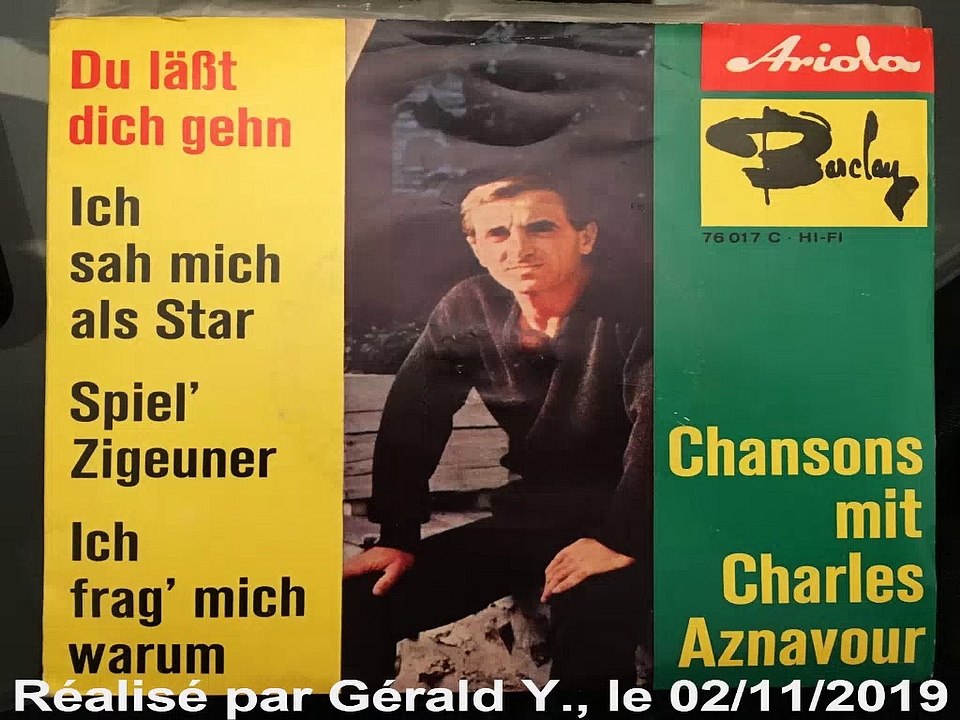 Du läßt
dich gehn
Ich
sah mich
als Star
Spiel’
Zigeuner
Ich
frag’ mich
warum
Ariola
Barclay
76 017 C · HI-FI
Chansons
mit
Charles
Aznavour
Réalisé par Gérald Y., le 02/11/2019